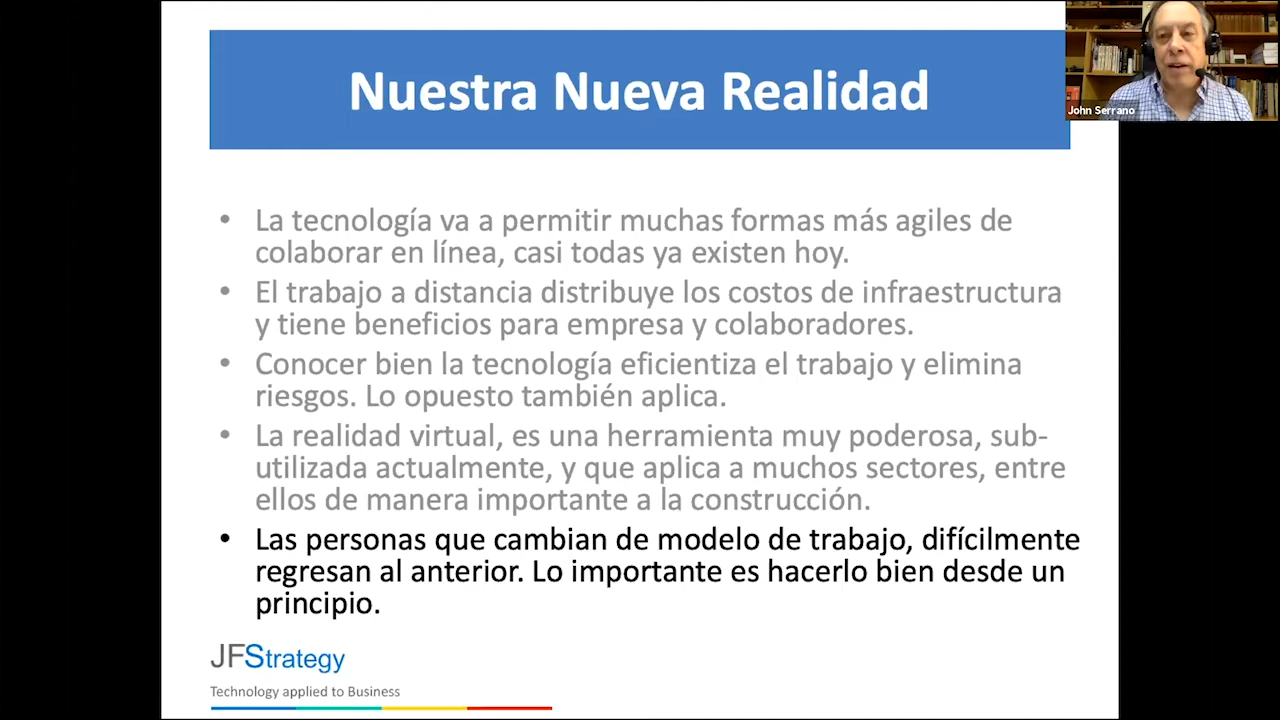 Nuestra Nueva Realidad
John Serrano
• La tecnología va a permitir muchas formas más agiles de
colaborar en línea, casi todas ya existen hoy.
• El trabajo a distancia distribuye los costos de infraestructura
y tiene beneficios para empresa y colaboradores.
• Conocer bien la tecnología eficientiza el trabajo y elimina
riesgos. Lo opuesto también aplica.
• La realidad virtual, es una herramienta muy poderosa, sub-
utilizada actualmente, y que aplica a muchos sectores, entre
ellos de manera importante a la construcción.
• Las personas que cambian de modelo de trabajo, difícilmente
regresan al anterior. Lo importante es hacerlo bien desde un
principio.
JFStrategy
Technology applied to Business